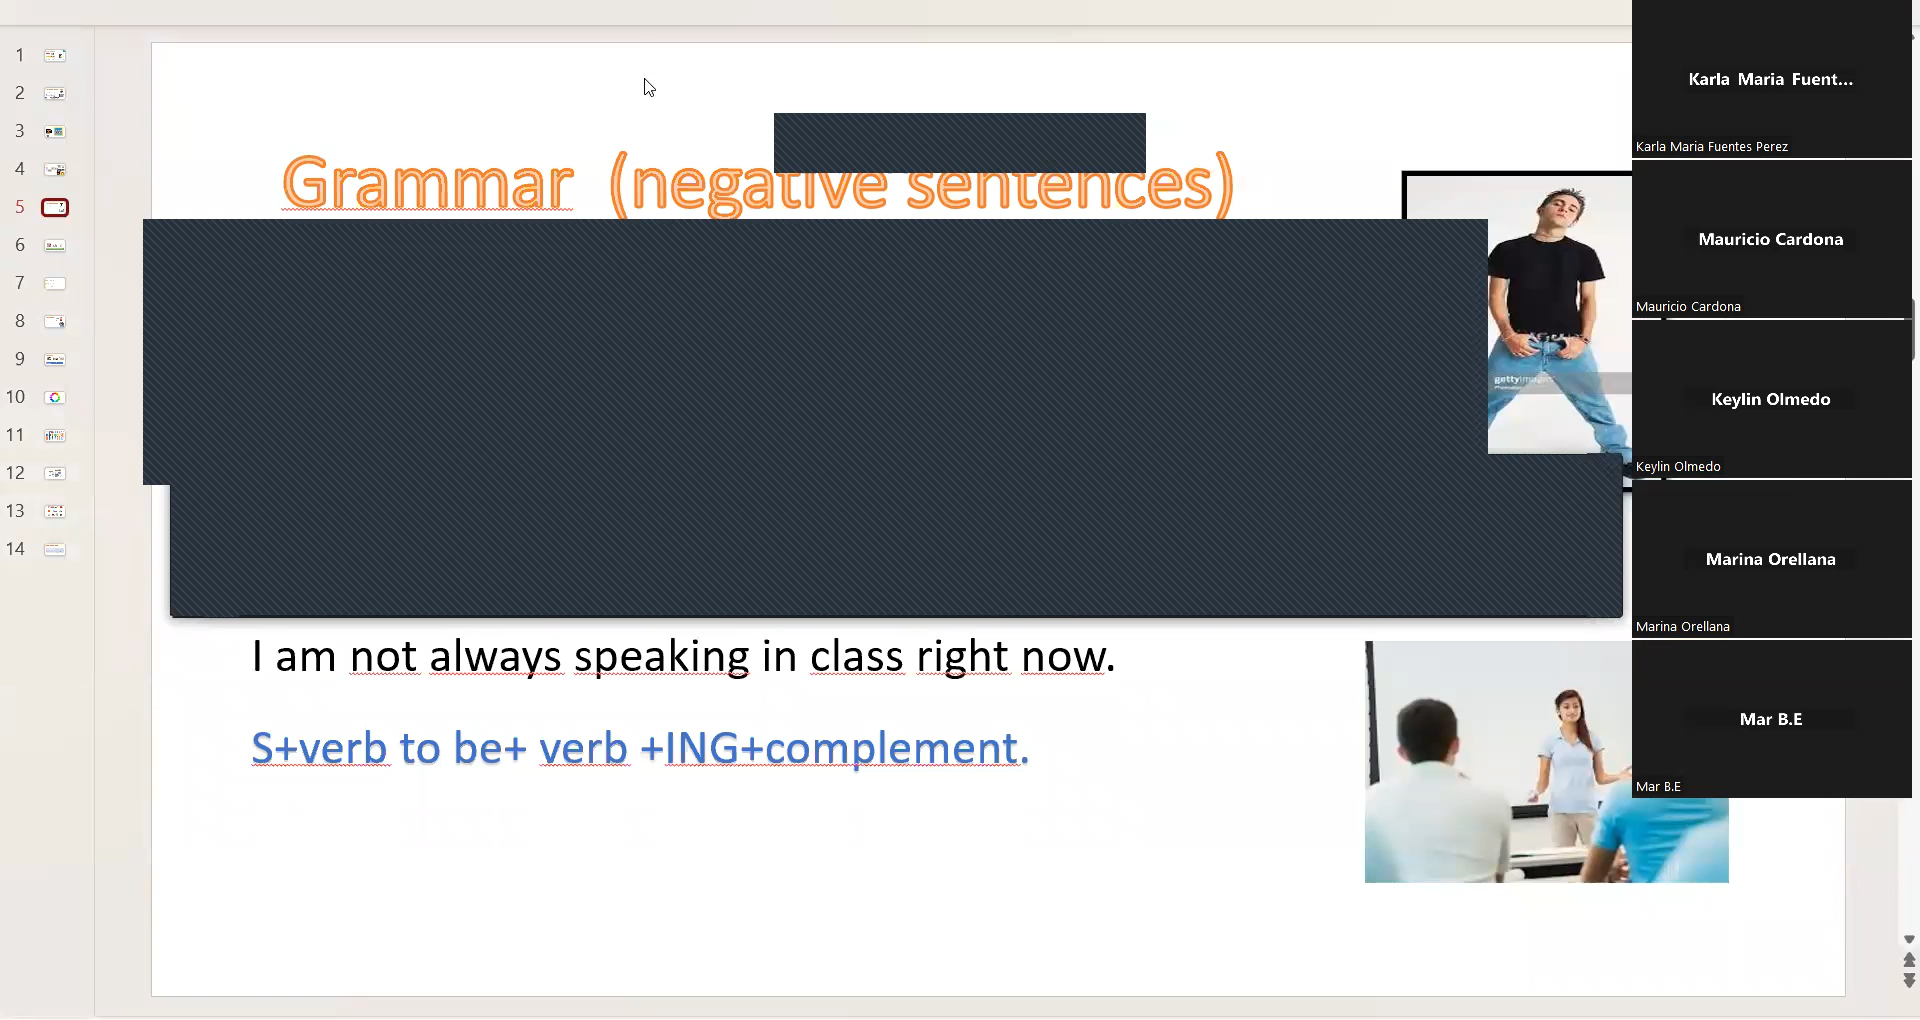 1
2
3
4
5
6
7
8
9
10
11
12
13
14
Grammar (negative sentences)
gettyimages
I am not always speaking in class right now.
S+verb to be+ verb +ING+complement.
Karla Maria Fuent...
Karla Maria Fuentes Perez
Mauricio Cardona
Mauricio Cardona
Keylin Olmedo
Keylin Olmedo
Marina Orellana
Marina Orellana
Mar B.E
Mar B.E